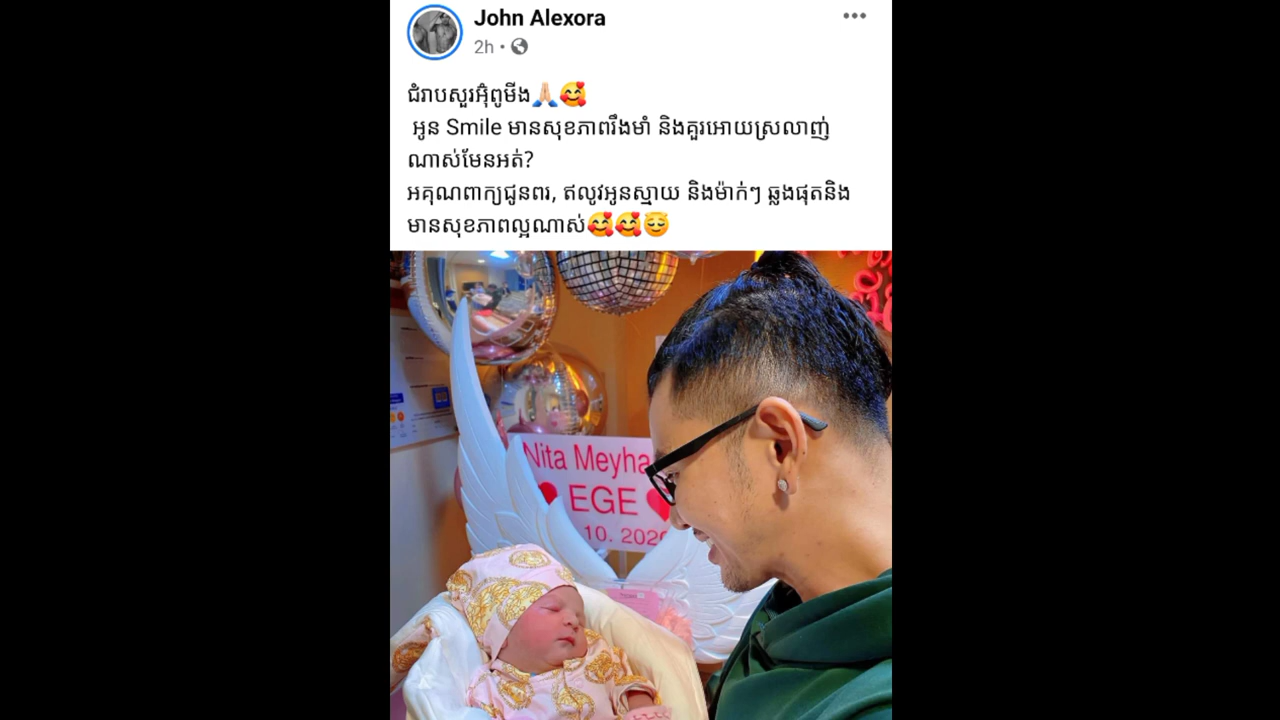 John Alexora
2h
ជំរាបសួរអ៊ុំពូមីង🙏🏻🥰
អូន Smile មានសុខភាពរឹងមាំ និងគួរអោយស្រលាញ់
ណាស់មែនអត់?
អគុណពាក្យជូនពរ, ឥលូវអូនស្មាយ និងម៉ាក់ៗ ឆ្លងផុតនិង
មានសុខភាពល្អណាស់🥰🥰😌
Nita Meyha
EGE
10. 2020